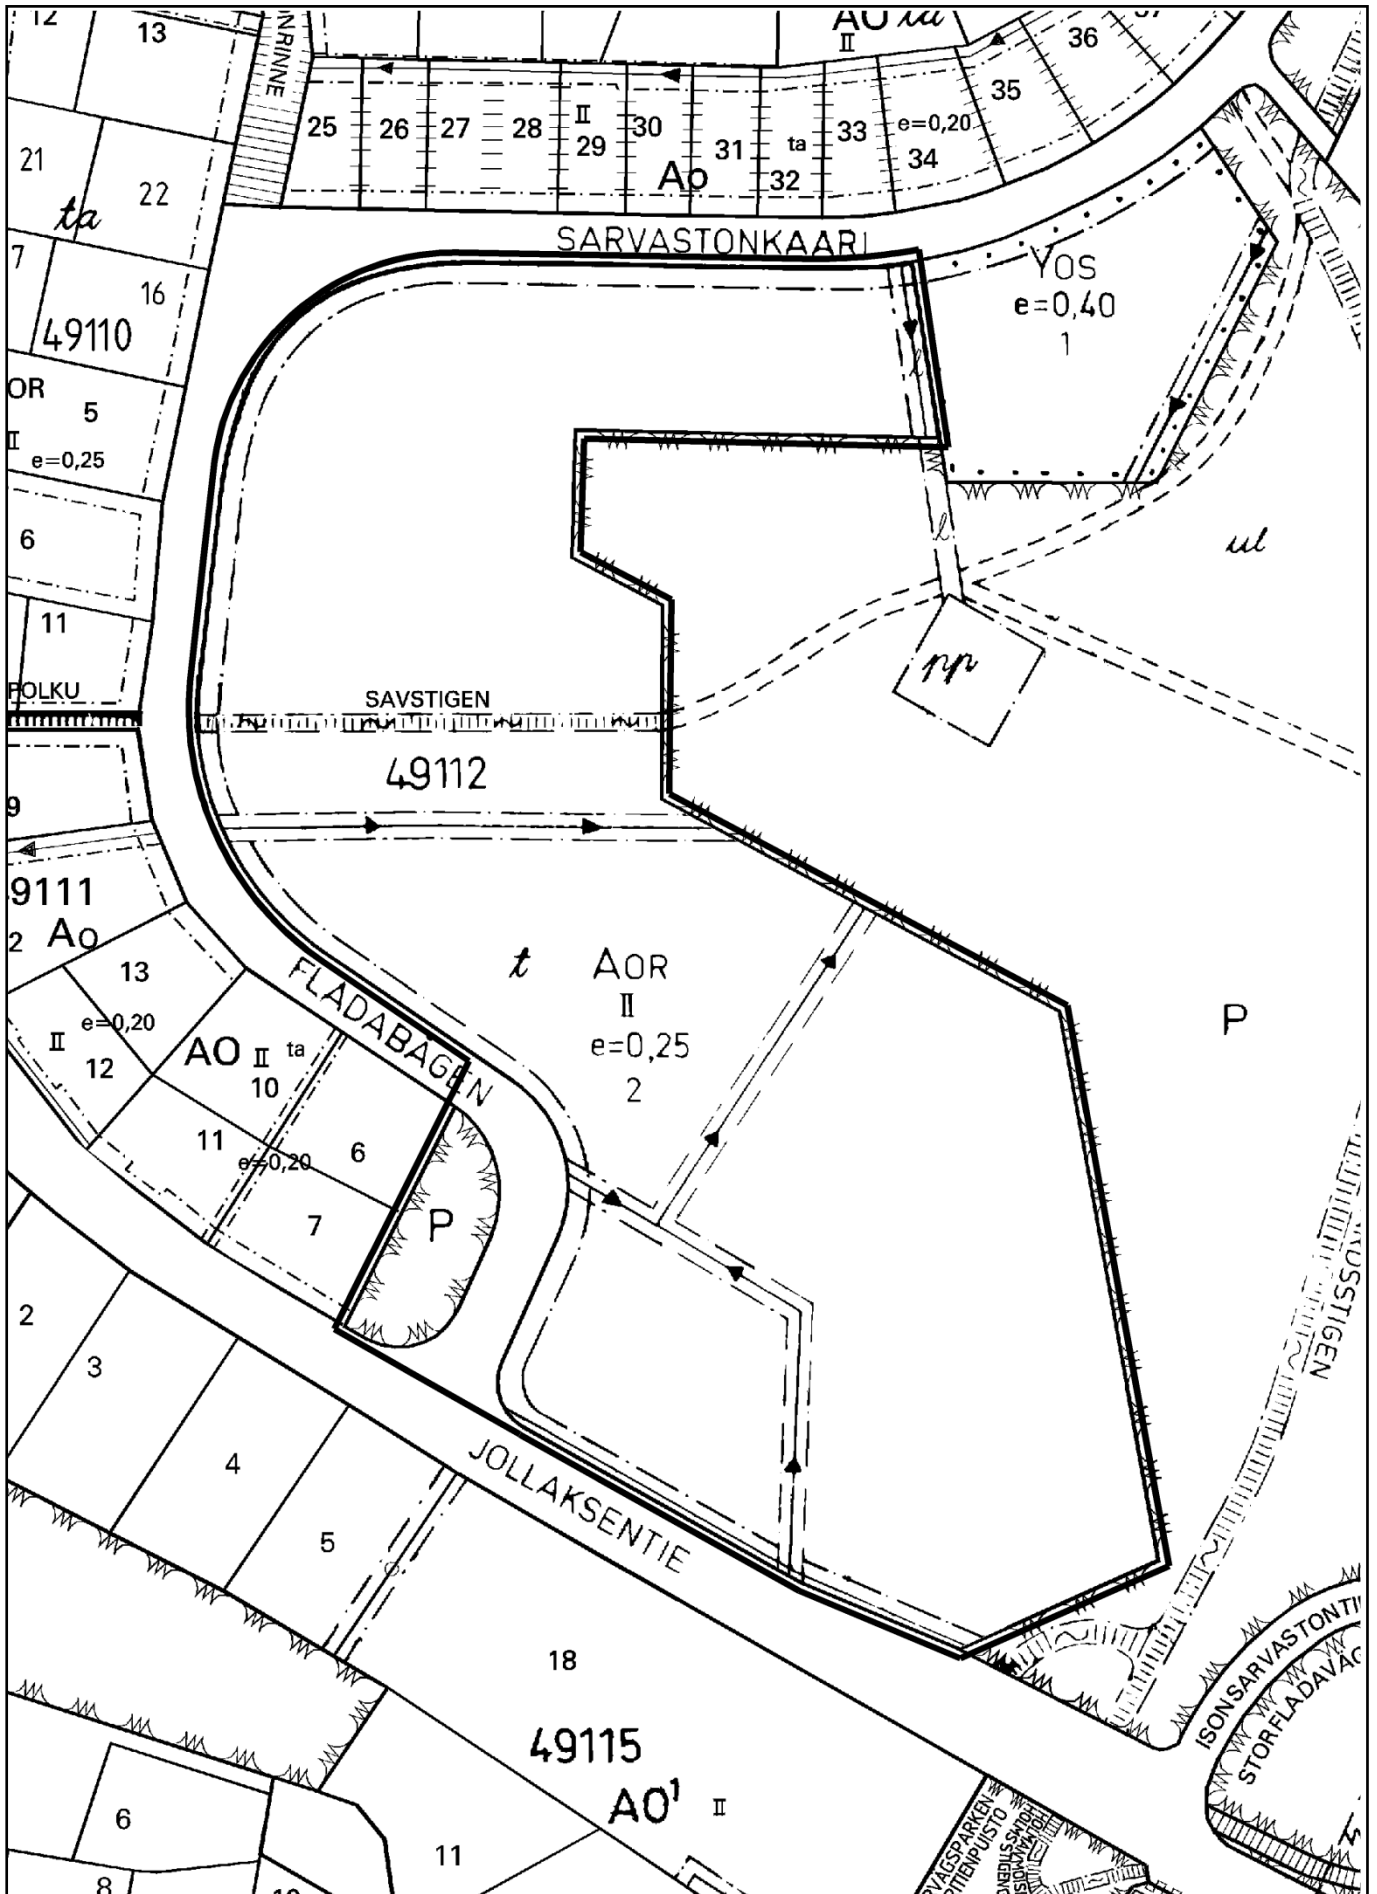 12
13
AO
II
36
35
25
26
27
28
II
29
30
31
ta
32
33
e=0,20
34
Ao
21
22
ta
7
16
49110
SARVASTONKAARI
YOS
e=0,40
1
OR
5
II
e=0,25
l
6
l
ul
11
pp
POLKU
SAVSTIGEN
49112
9
9111
2
Ao
13
e=0,20
II
12
FLADABAGEN
t
AOR
II
e=0,25
2
P
AO II ta
10
11
e=0,20
6
7
P
2
3
4
5
JOLLAKSENTIE
18
49115
AO¹ II
6
11
8
ISONSARVASTONTI
STORFLADAVÄG